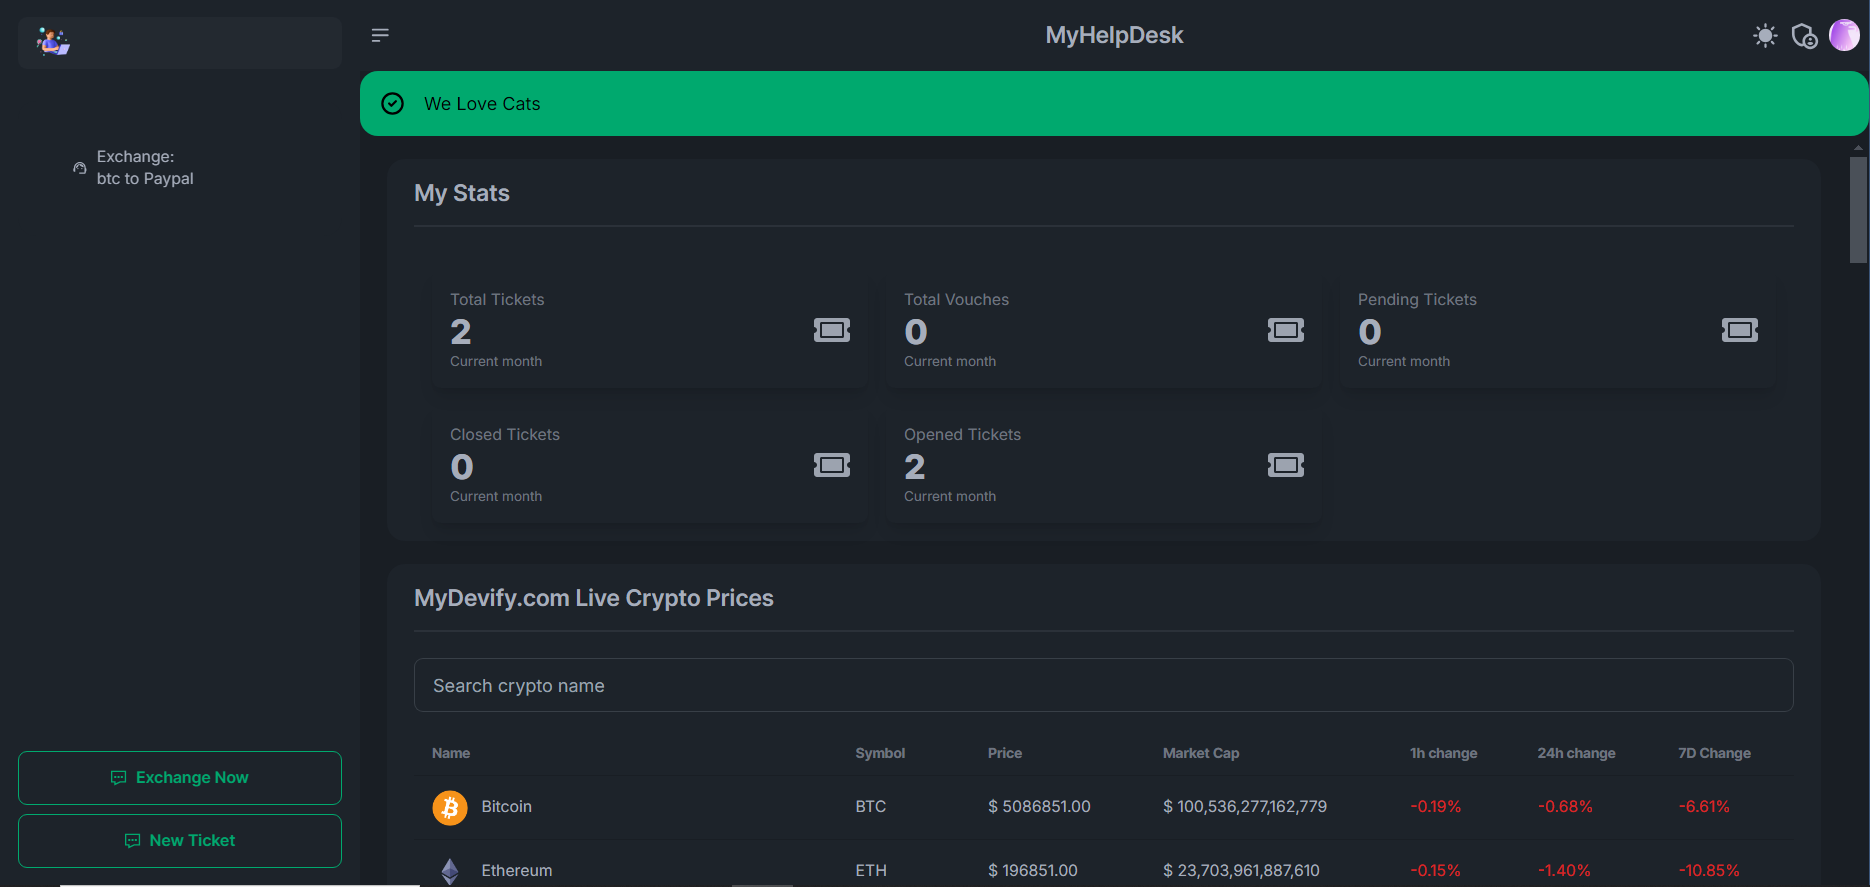 MyHelpDesk
We Love Cats
Exchange:
btc to Paypal
My Stats
Total Tickets
2
Current month
Total Vouches
0
Current month
Pending Tickets
0
Current month
Closed Tickets
0
Current month
Opened Tickets
2
Current month
MyDevify.com Live Crypto Prices
Search crypto name
Name Symbol Price Market Cap 1h change 24h change 7D Change
Bitcoin BTC $ 5086851.00 $ 100,536,277,162,779 -0.19% -0.68% -6.61%
Ethereum ETH $ 196851.00 $ 23,703,961,887,610 -0.15% -1.40% -10.85%
Exchange Now
New Ticket